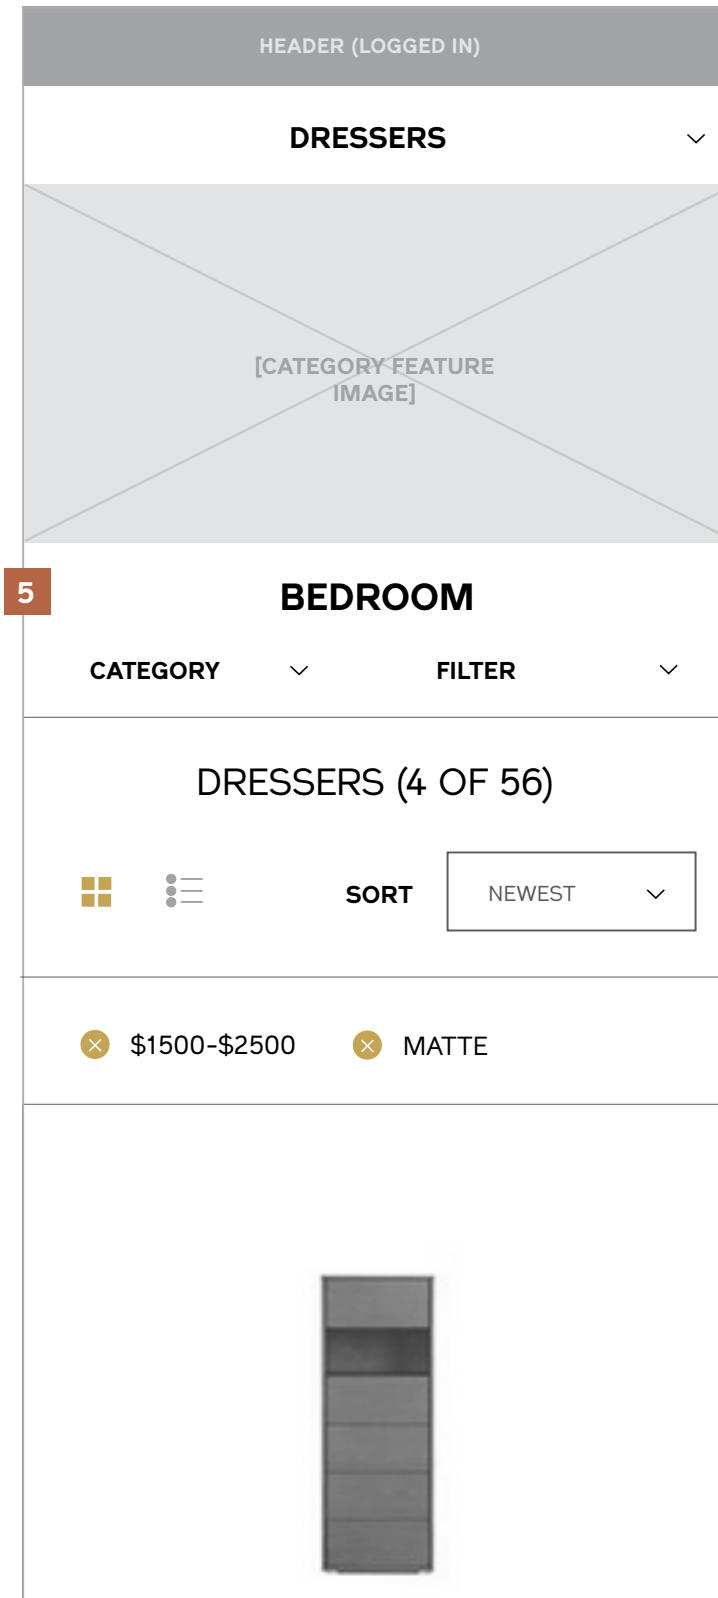 HEADER (LOGGED IN)
DRESSERS
[CATEGORY FEATURE
IMAGE]
5
BEDROOM
CATEGORY
FILTER
DRESSERS (4 OF 56)
SORT
NEWEST
$1500-$2500
MATTE